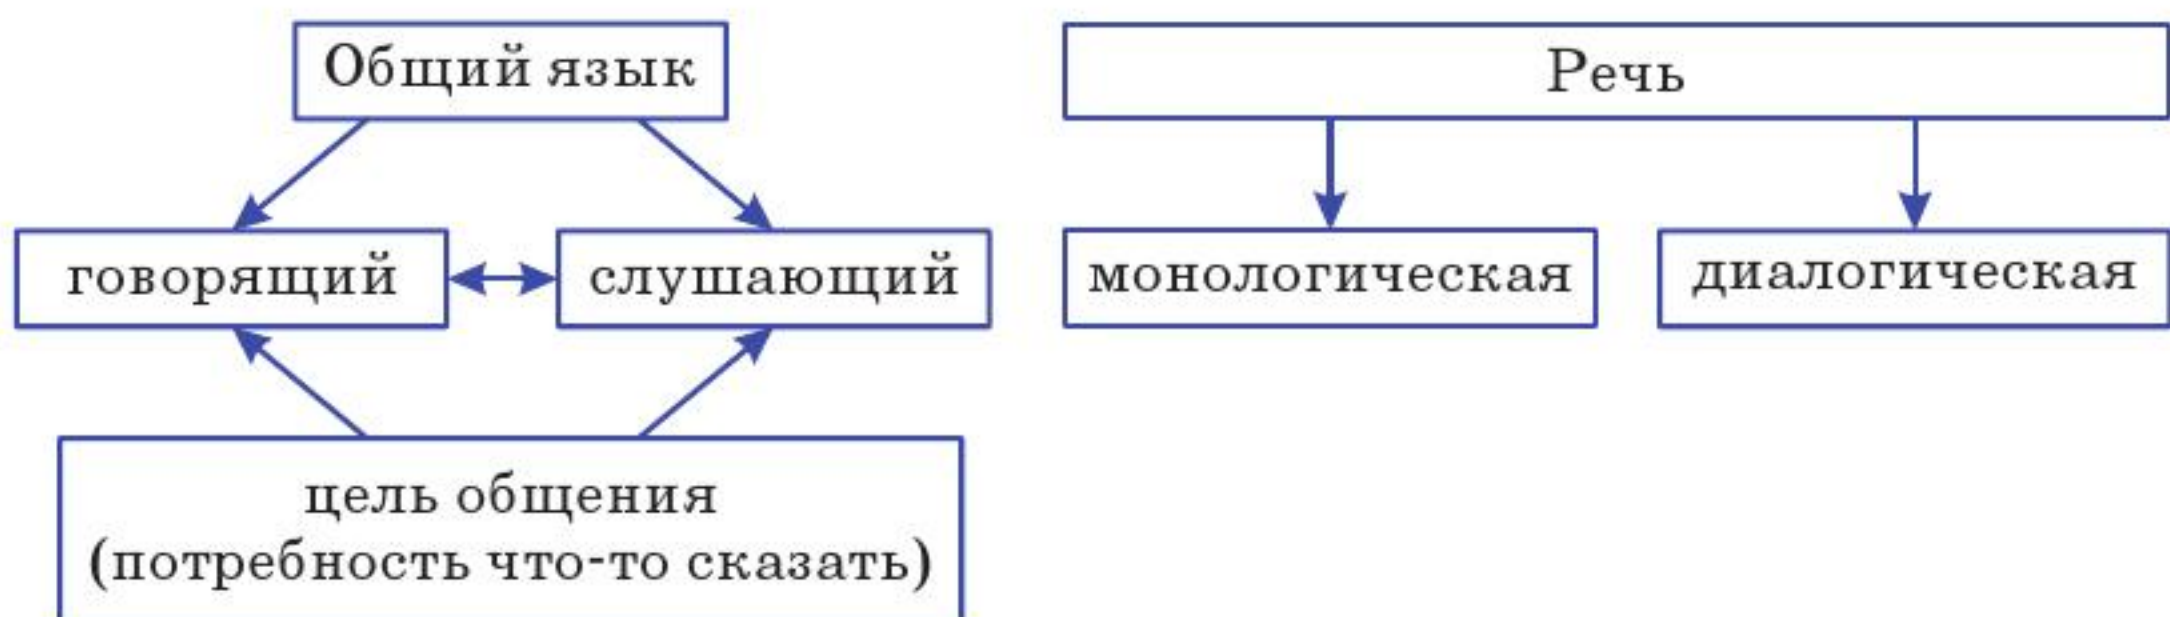 Общий язык
говорящий
слушающий
цель общения
(потребность что-то сказать)
Речь
монологическая
диалогическая